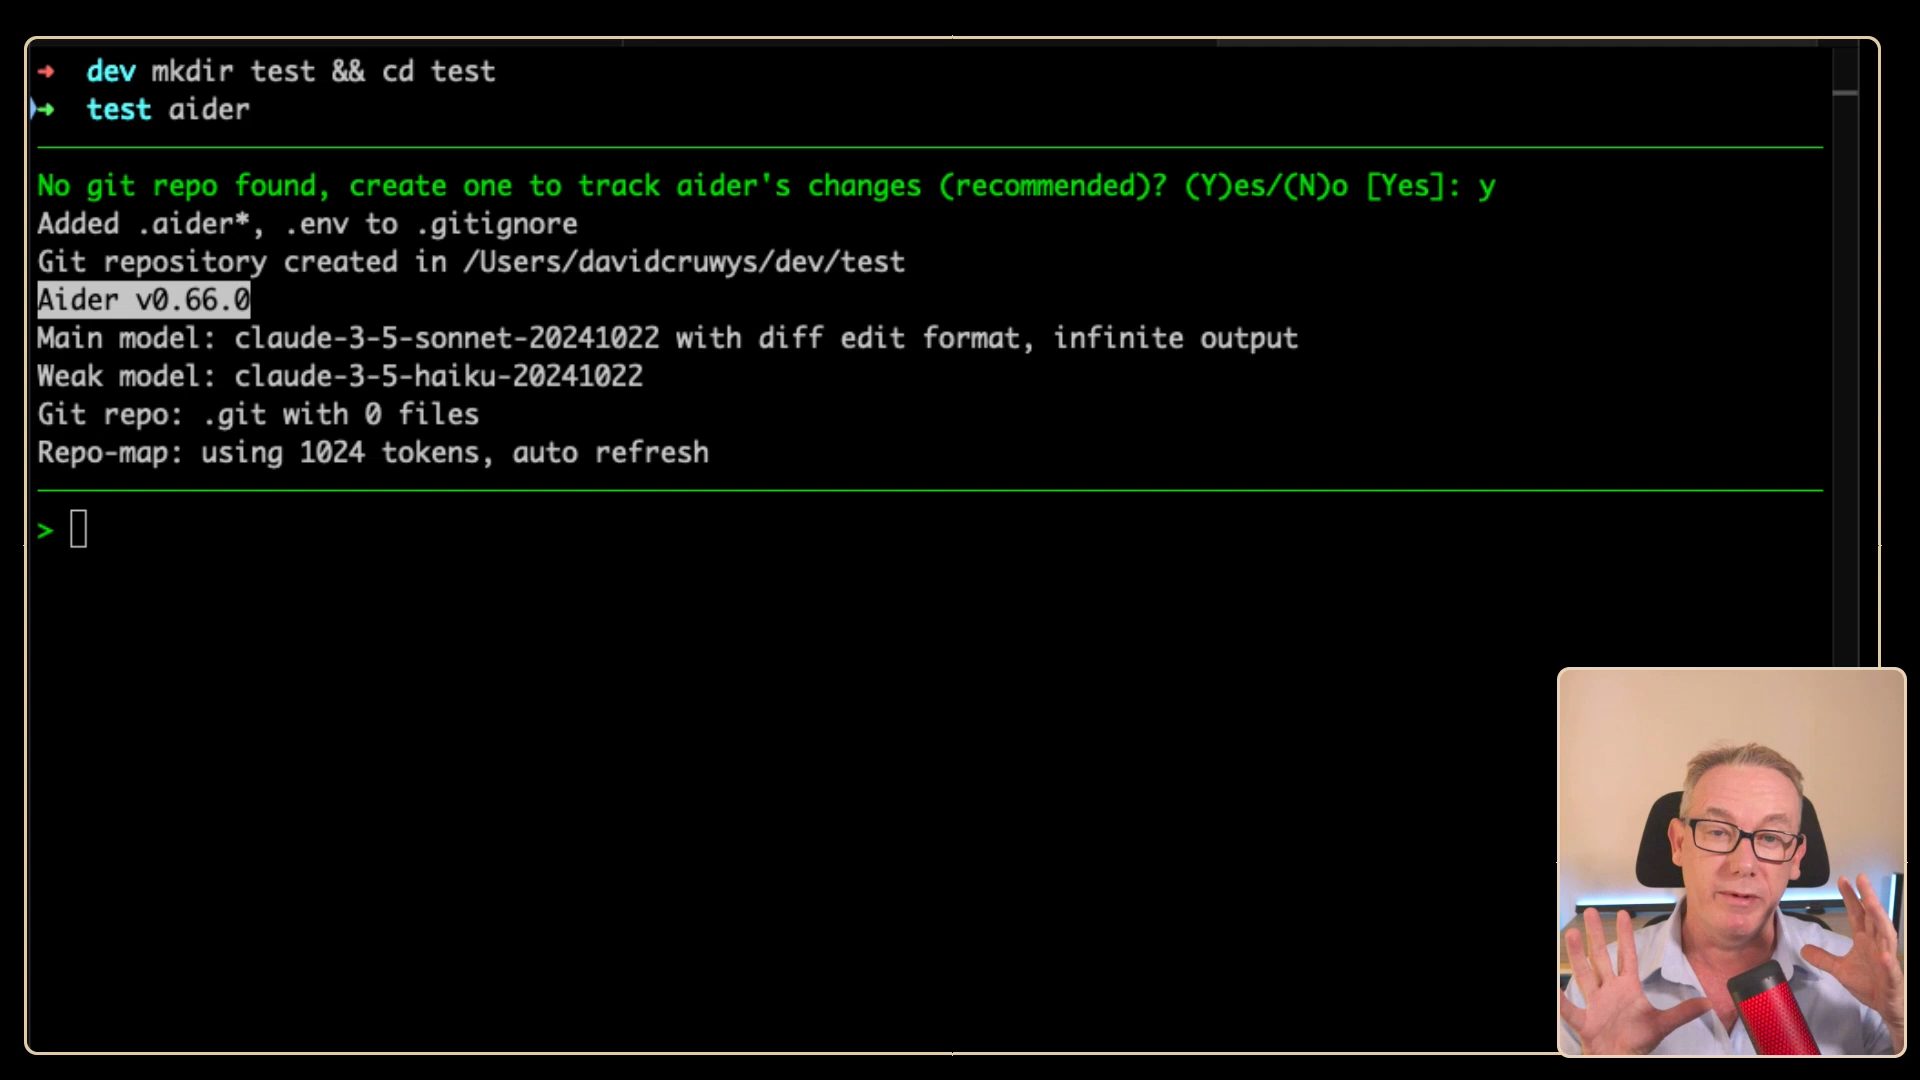 ➜ dev mkdir test && cd test
➜ test aider
No git repo found, create one to track aider's changes (recommended)? (Y)es/(N)o [Yes]: y
Added .aider*, .env to .gitignore
Git repository created in /Users/davidcruwys/dev/test
Aider v0.66.0
Main model: claude-3-5-sonnet-20241022 with diff edit format, infinite output
Weak model: claude-3-5-haiku-20241022
Git repo: .git with 0 files
Repo-map: using 1024 tokens, auto refresh
>